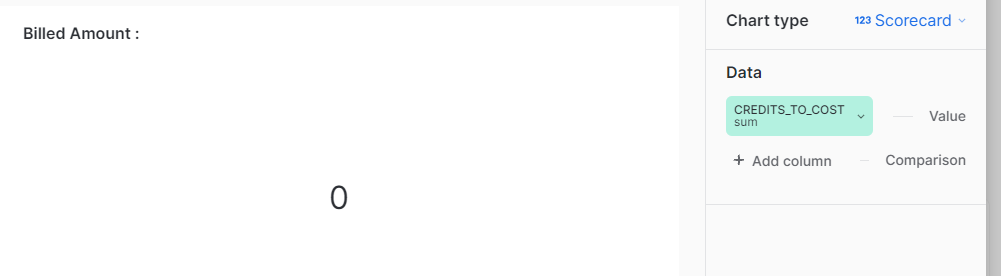 Billed Amount :
0
Chart type
123 Scorecard
Data
CREDITS_TO_COST
sum
Value
+ Add column
Comparison